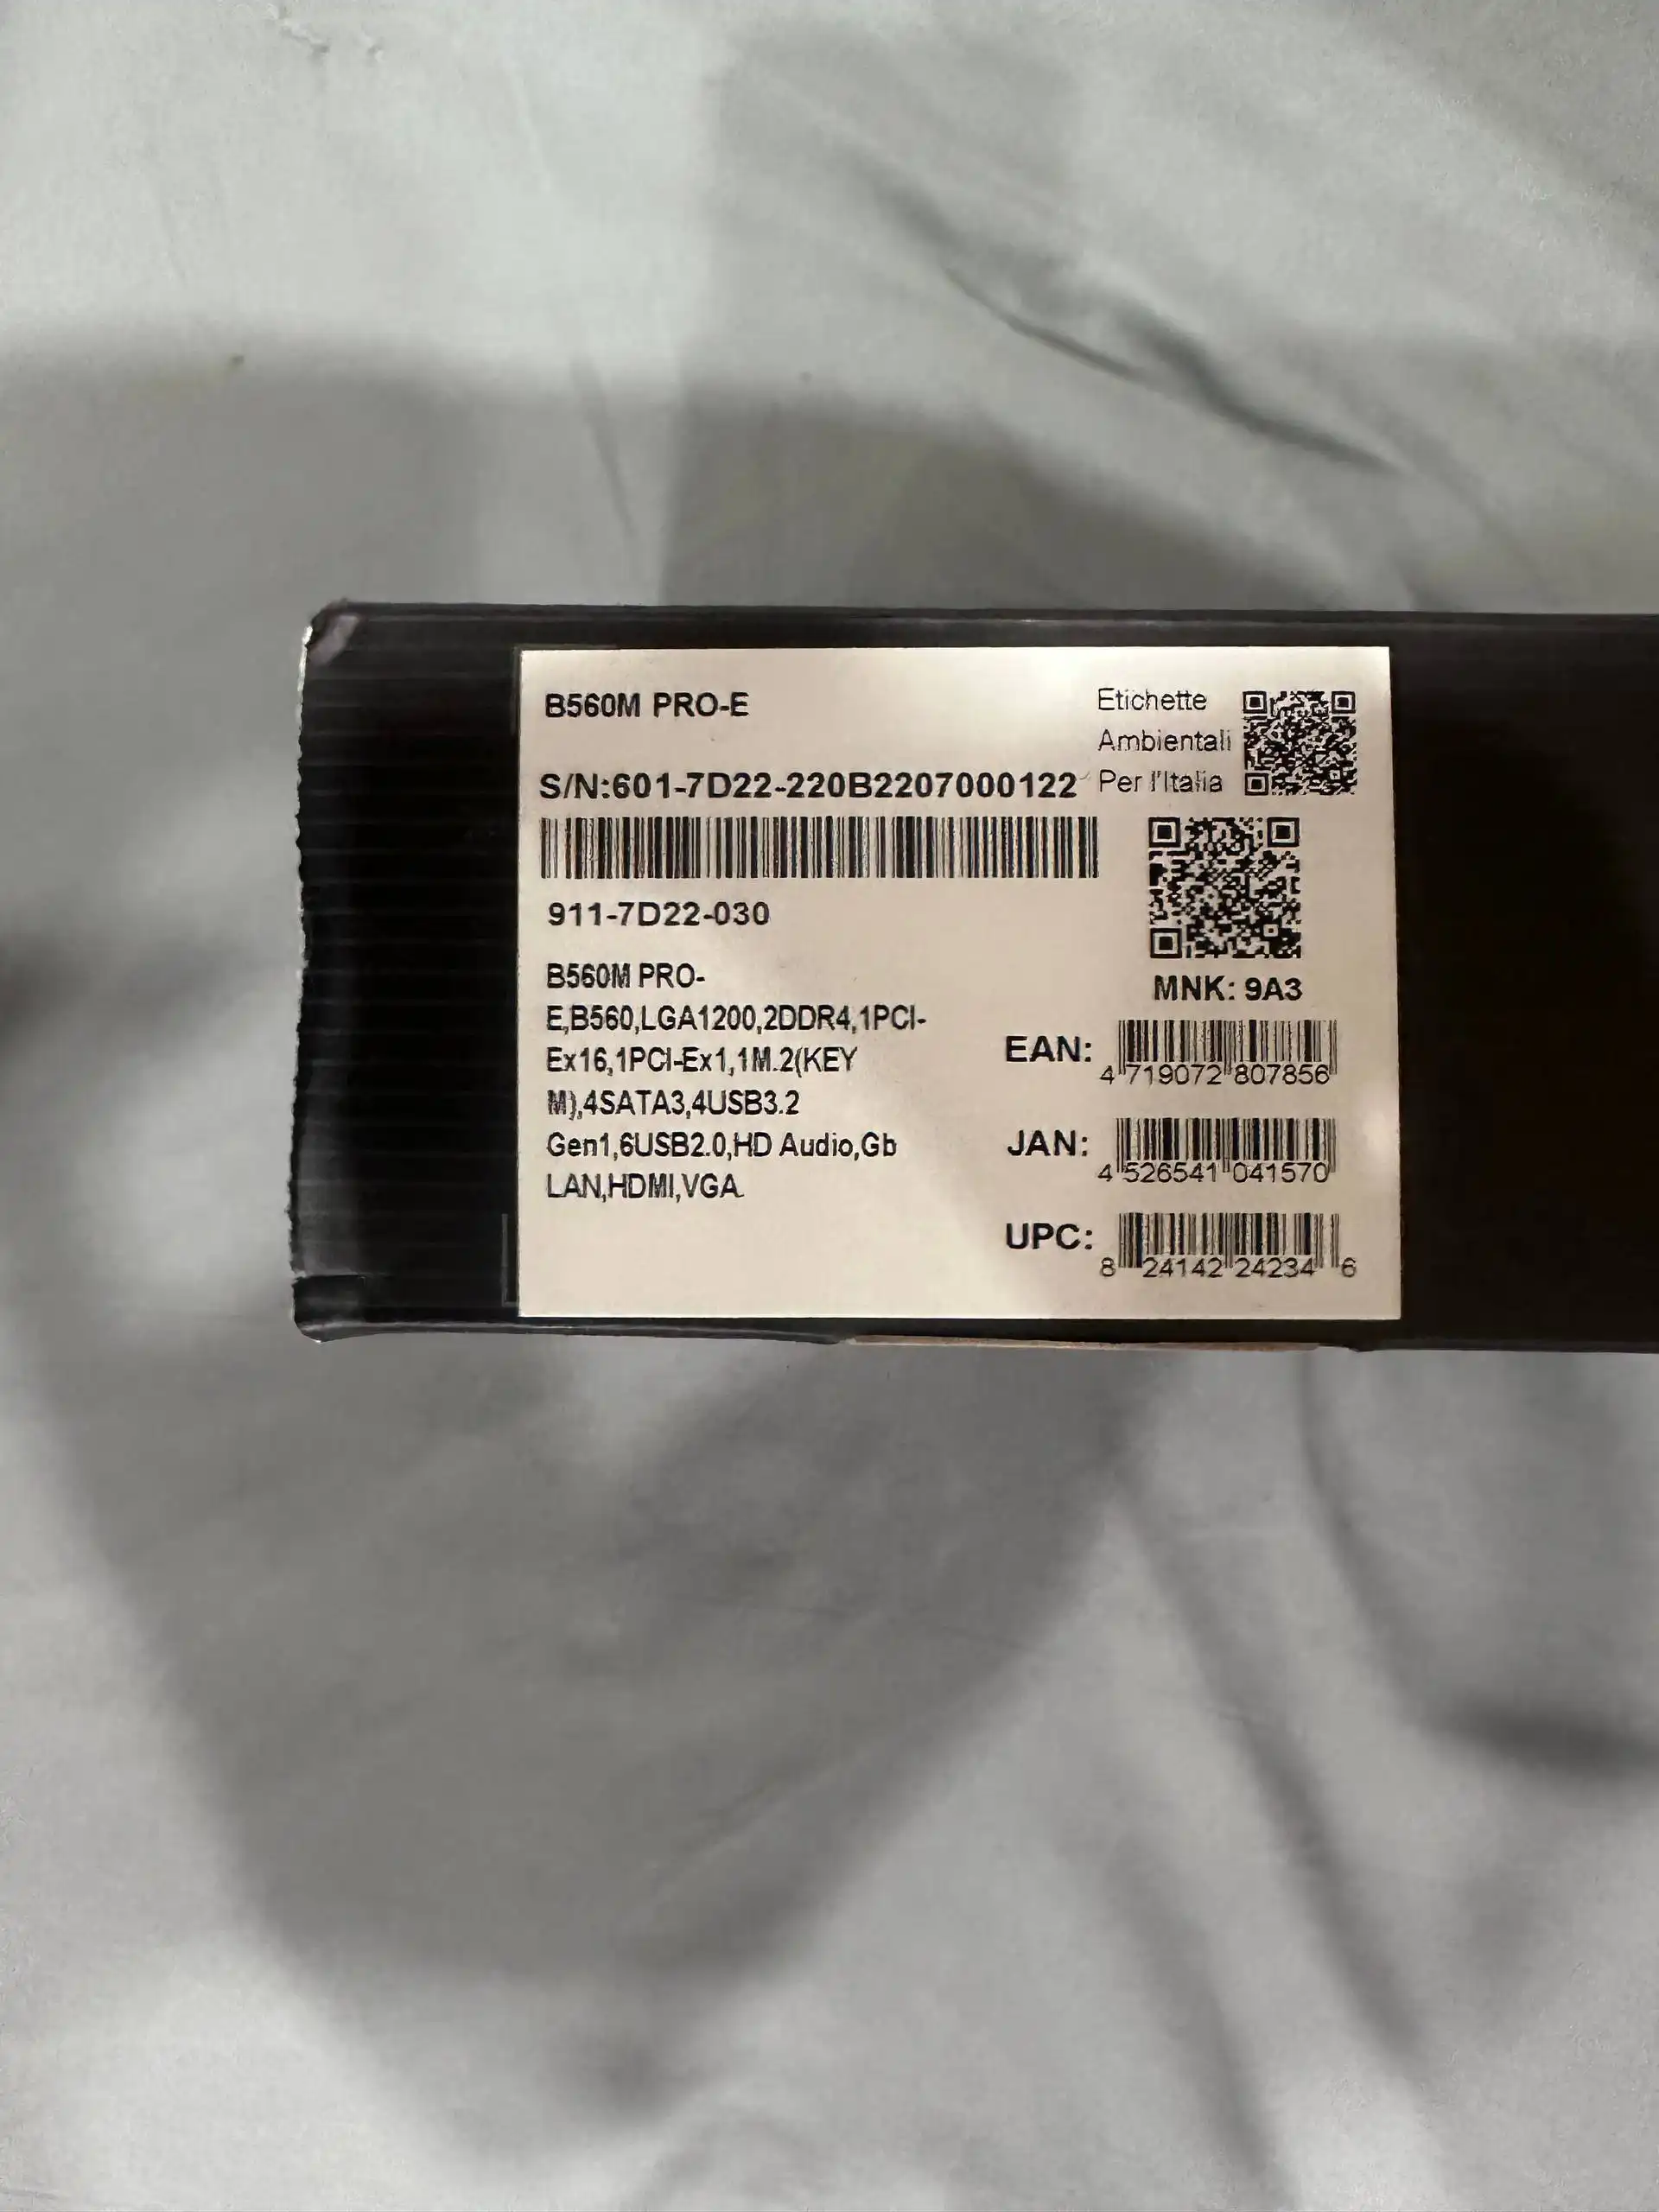 B560M PRO-E
S/N:601-7D22-220B2207000122
911-7D22-030
B560M PRO-
E,B560,LGA1200,2DDR4,1PCI-
Ex16,1PCI-Ex1,1M.2(KEY
M),4SATA3,4USB3.2
Gen1,6USB2.0,HD Audio,Gb
LAN,HDMI,VGA
Etichette
Ambientali
Per l'Italia
MNK: 9A3
EAN:
4 719072 807856
JAN:
4 526541 041570
UPC:
8 24142 24234 6